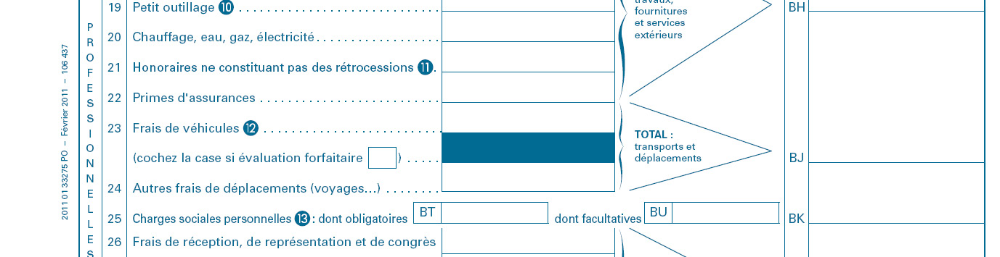 19 Petit outillage 10 BH
travaux,
fournitures
et services
extérieurs
20 Chauffage, eau, gaz, électricité
21 Honoraires ne constituant pas des rétrocessions 11
22 Primes d'assurances
23 Frais de véhicules 12
(cochez la case si évaluation forfaitaire )
TOTAL :
transports et
déplacements
BJ
24 Autres frais de déplacements (voyages...)
25 Charges sociales personnelles 13 : dont obligatoires BT dont facultatives BU BK
26 Frais de réception, de représentation et de congrès
PROFESSIONNELLES
2011 01 33275 PO – Février 2011 – 106 437